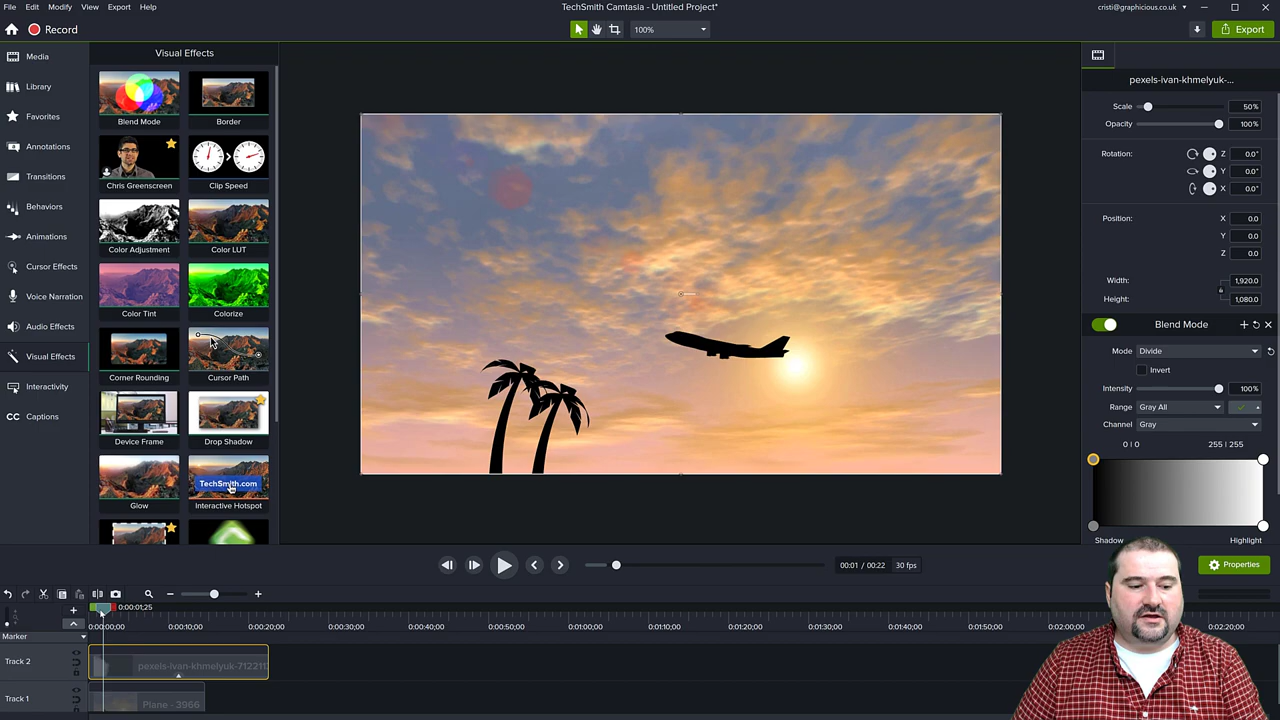 File Edit Modify View Export Help
TechSmith Camtasia - Untitled Project*
cristi@graphicious.co.uk
Record
100%
Export
Media
Library
Favorites
Annotations
Transitions
Behaviors
Animations
Cursor Effects
Voice Narration
Audio Effects
Visual Effects
Interactivity
CC Captions
Visual Effects
Blend Mode
Border
Chris Greenscreen
Clip Speed
Color Adjustment
Color LUT
Color Tint
Colorize
Corner Rounding
Cursor Path
Device Frame
Drop Shadow
TechSmith.com
Glow
Interactive Hotspot
pexels-ivan-khmelyuk-...
Scale 50%
Opacity 100%
Rotation: Z 0.0°
Y 0.0°
X 0.0°
Position: X 0.0
Y 0.0
Z 0.0
Width: 1,920.0
Height: 1,080.0
Blend Mode
Mode Divide
Invert
Intensity 100%
Range Gray All
Channel Gray
0 | 0 255 | 255
Shadow Highlight
00:01 / 00:22 30 fps
Properties
0:00:01;25
0:00:00;00 0:00:10;00 0:00:20;00 0:00:30;00 0:00:40;00 0:00:50;00 0:01:00;00 0:01:10;00 0:01:20;00 0:01:30;00 0:01:40;00 0:01:50;00 0:02:00;00 0:02:20;00
Marker
Track 2
pexels-ivan-khmelyuk-712211
Track 1
Plane - 3966